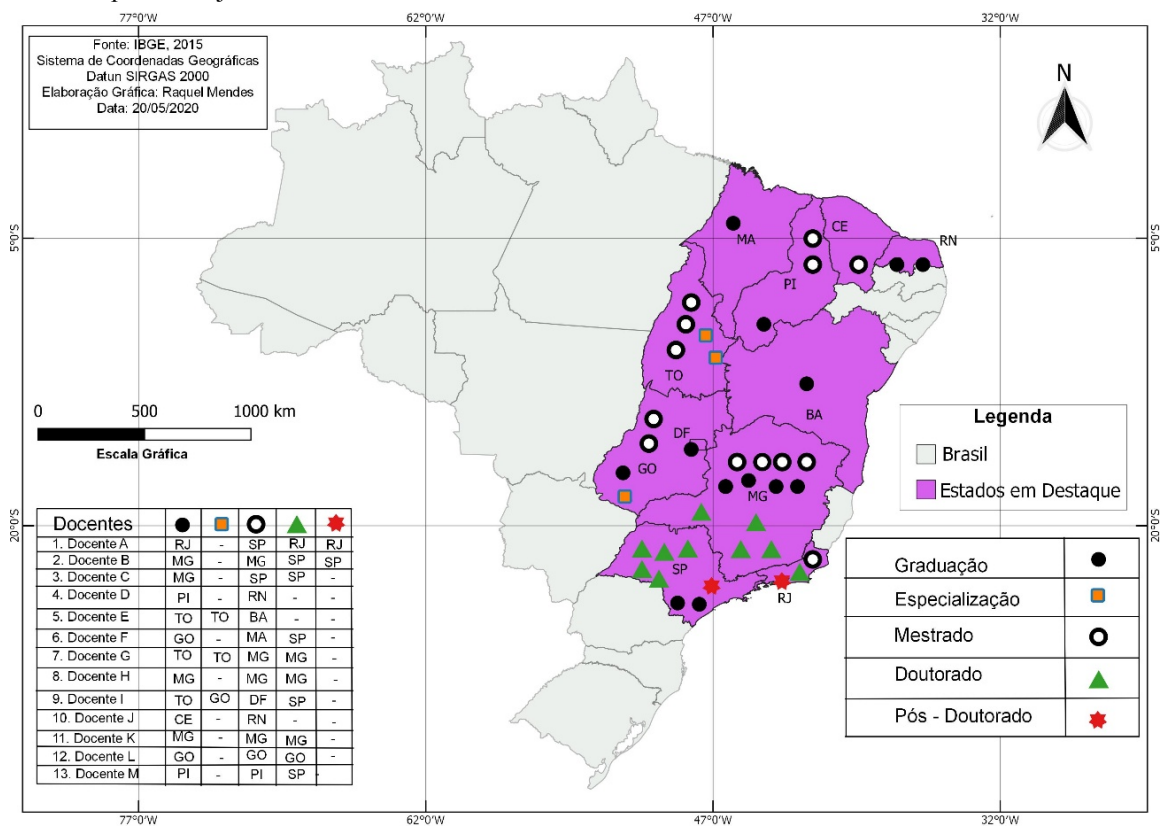 77°0'W 62°0'W 47°0'W 32°0'W
Fonte: IBGE, 2015
Sistema de Coordenadas Geográficas
Datun SIRGAS 2000
Elaboração Gráfica: Raquel Mendes
Data: 20/05/2020
N
5°0'S
5°0'S
MA
CE
RN
PI
TO
BA
DF
GO
MG
SP
RJ
0 500 1000 km
Escala Gráfica
Legenda
Brasil
Estados em Destaque
20°0'S
20°0'S
Docentes
1. Docente A RJ - SP RJ RJ
2. Docente B MG - MG SP SP
3. Docente C MG - SP SP -
4. Docente D PI - RN - -
5. Docente E TO TO BA - -
6. Docente F GO - MA SP -
7. Docente G TO TO MG MG -
8. Docente H MG - MG MG -
9. Docente I TO GO DF SP -
10. Docente J CE - RN - -
11. Docente K MG - MG MG -
12. Docente L GO - GO GO -
13. Docente M PI - PI SP -
Graduação
Especialização
Mestrado
Doutorado
Pós - Doutorado
77°0'W 62°0'W 47°0'W 32°0'W